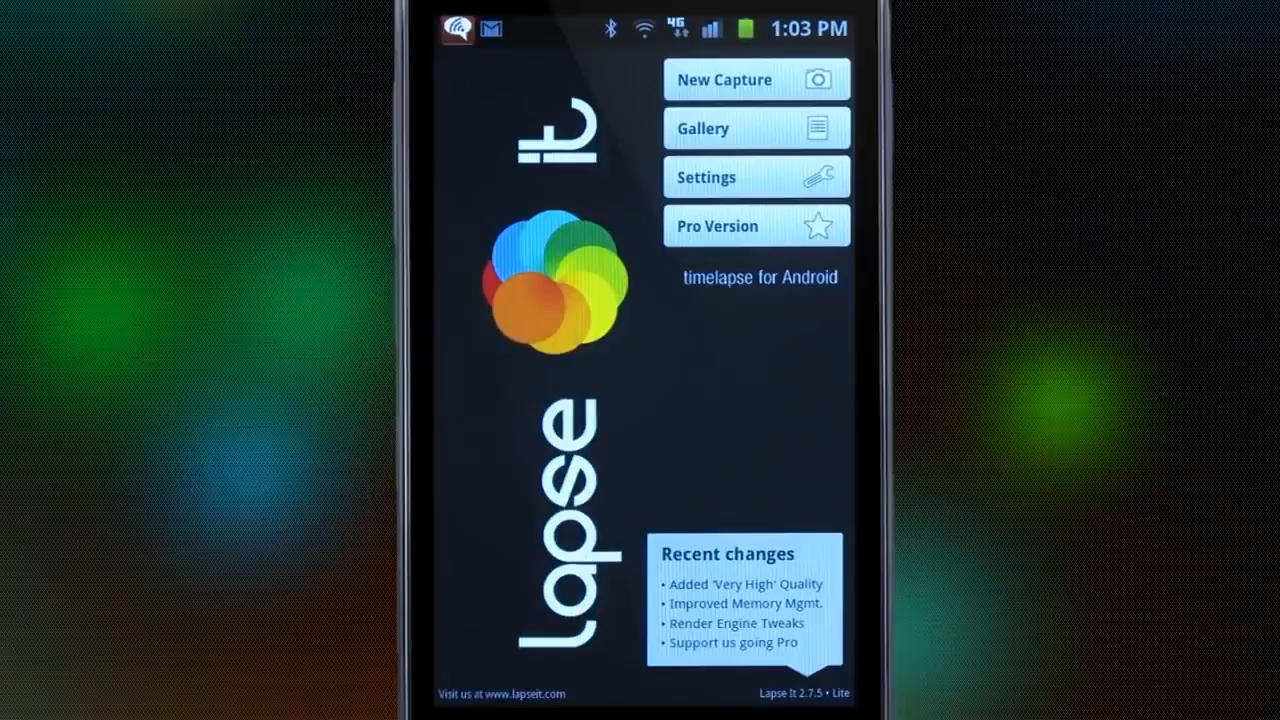 4G
1:03 PM
New Capture
Gallery
Settings
Pro Version
timelapse for Android
lapse it
Recent changes
• Added 'Very High' Quality
• Improved Memory Mgmt.
• Render Engine Tweaks
• Support us going Pro
Visit us at www.lapseit.com
Lapse It 2.7.5 • Lite